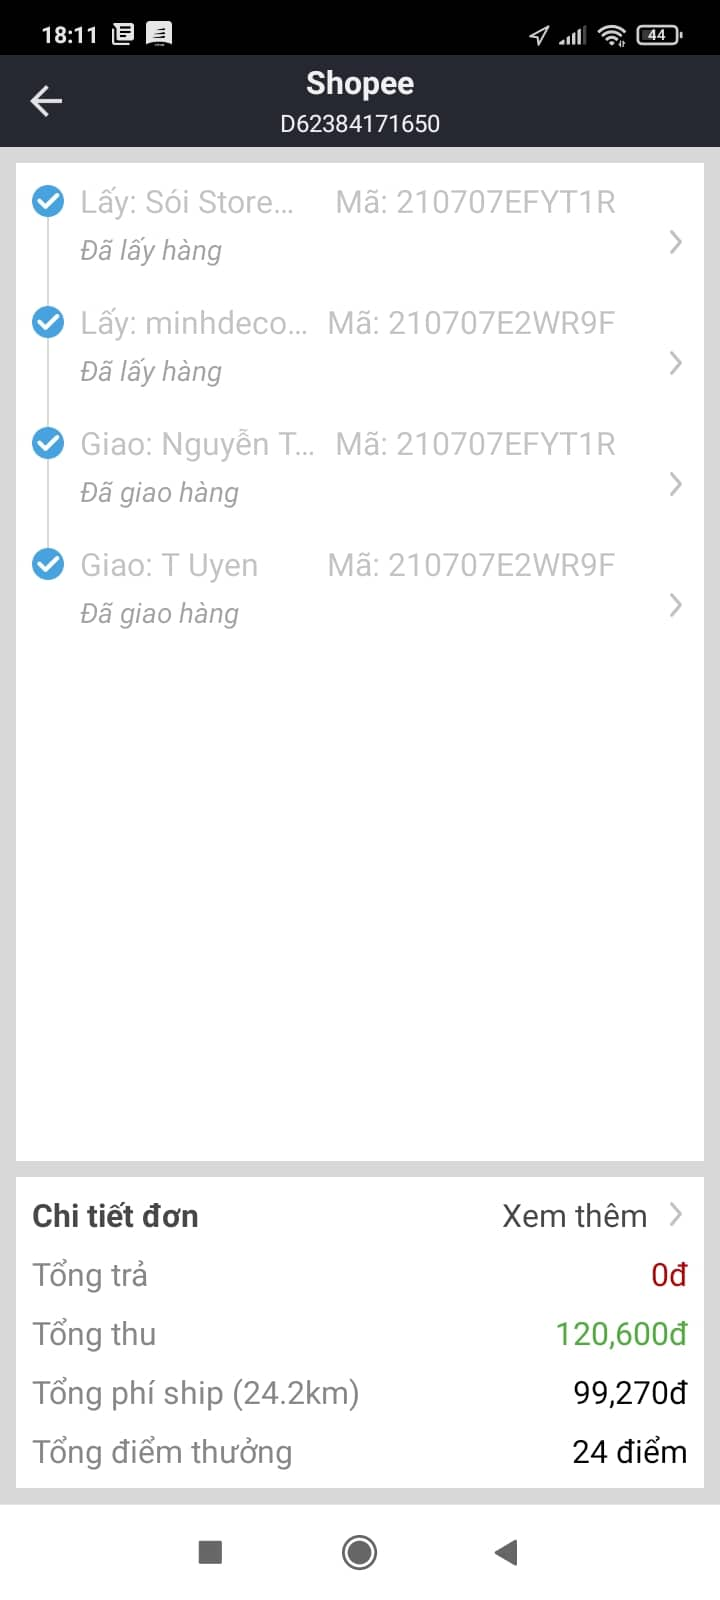 18:11
44
Shopee
D62384171650
Lấy: Sói Store... Mã: 210707EFYT1R
Đã lấy hàng
Lấy: minhdeco... Mã: 210707E2WR9F
Đã lấy hàng
Giao: Nguyễn T... Mã: 210707EFYT1R
Đã giao hàng
Giao: T Uyen Mã: 210707E2WR9F
Đã giao hàng
Chi tiết đơn Xem thêm
Tổng trả 0đ
Tổng thu 120,600đ
Tổng phí ship (24.2km) 99,270đ
Tổng điểm thưởng 24 điểm